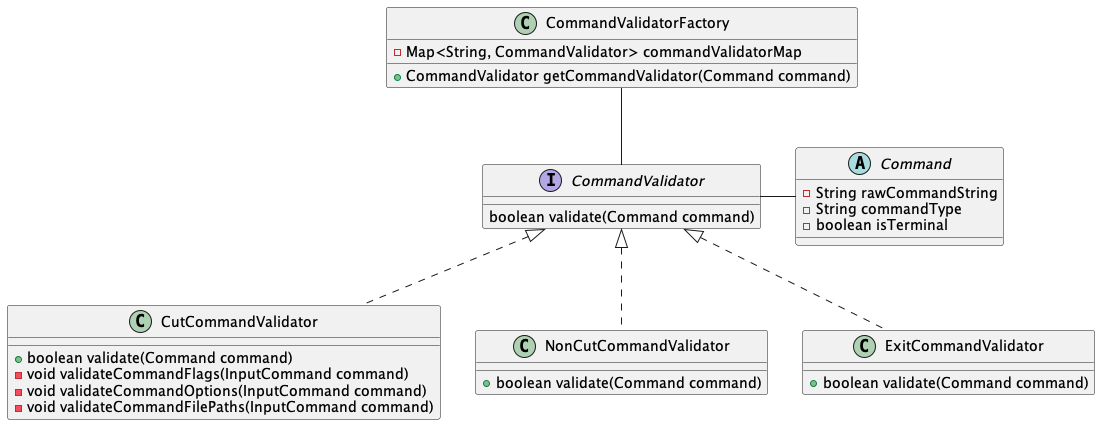 C CommandValidatorFactory
Map<String, CommandValidator> commandValidatorMap
CommandValidator getCommandValidator(Command command)
I CommandValidator
boolean validate(Command command)
A Command
String rawCommandString
String commandType
boolean isTerminal
C CutCommandValidator
boolean validate(Command command)
void validateCommandFlags(InputCommand command)
void validateCommandOptions(InputCommand command)
void validateCommandFilePaths(InputCommand command)
C NonCutCommandValidator
boolean validate(Command command)
C ExitCommandValidator
boolean validate(Command command)